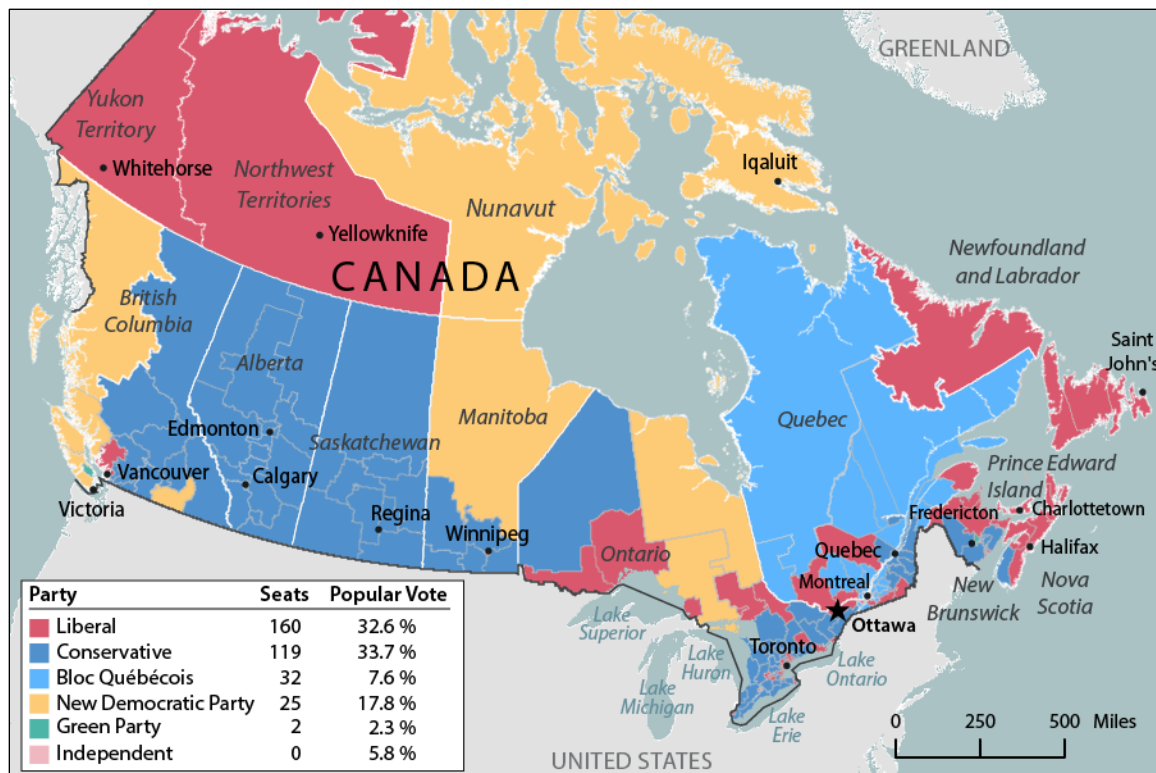 GREENLAND
Yukon
Territory
Whitehorse
Northwest
Territories
Yellowknife
Iqaluit
Nunavut
CANADA
Newfoundland
and Labrador
Saint
John's
British
Columbia
Alberta
Edmonton
Saskatchewan
Manitoba
Quebec
Vancouver
Calgary
Victoria
Regina
Winnipeg
Ontario
Prince Edward
Island
Fredericton
Charlottetown
Quebec
Halifax
Montreal
New
Brunswick
Nova
Scotia
Ottawa
Toronto
Lake
Superior
Lake
Huron
Lake
Michigan
Lake
Ontario
Lake
Erie
UNITED STATES
0 250 500 Miles
Party Seats Popular Vote
Liberal 160 32.6 %
Conservative 119 33.7 %
Bloc Québécois 32 7.6 %
New Democratic Party 25 17.8 %
Green Party 2 2.3 %
Independent 0 5.8 %